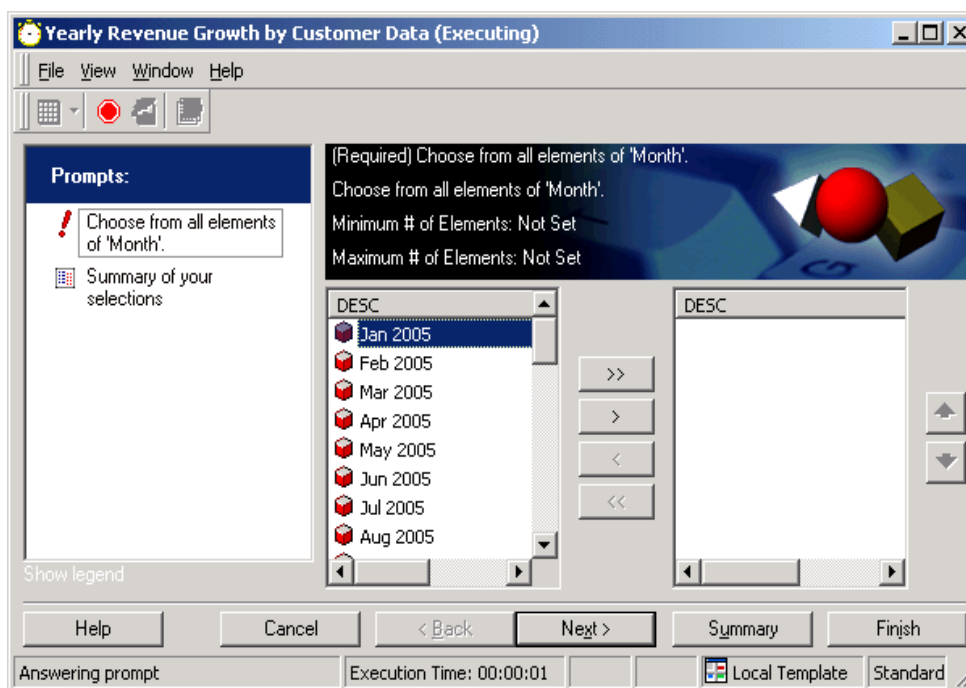 Yearly Revenue Growth by Customer Data (Executing)
File View Window Help
Prompts:
Choose from all elements
of 'Month'.
Summary of your
selections
Show legend
(Required) Choose from all elements of 'Month'.
Choose from all elements of 'Month'.
Minimum # of Elements: Not Set
Maximum # of Elements: Not Set
DESC
Jan 2005
Feb 2005
Mar 2005
Apr 2005
May 2005
Jun 2005
Jul 2005
Aug 2005
>>
>
<
<<
DESC
Help Cancel < Back Next > Summary Finish
Answering prompt Execution Time: 00:00:01 Local Template Standard